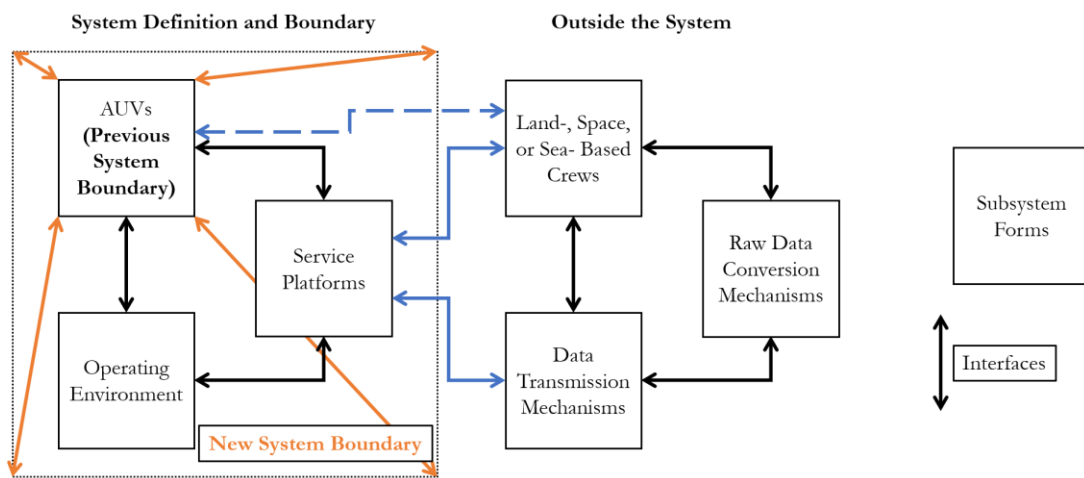 System Definition and Boundary
Outside the System
AUVs
(Previous
System
Boundary)
Land-, Space,
or Sea- Based
Crews
Subsystem
Forms
Service
Platforms
Raw Data
Conversion
Mechanisms
Operating
Environment
Data
Transmission
Mechanisms
Interfaces
New System Boundary